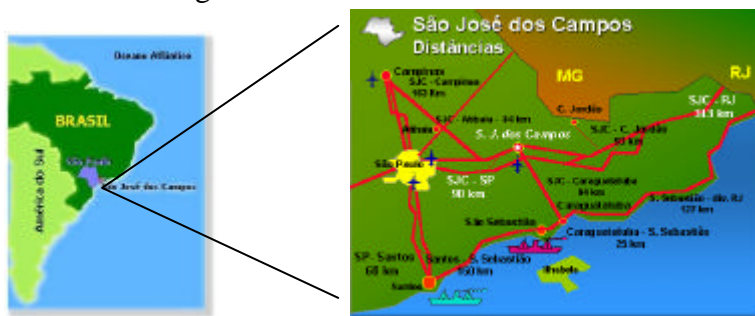 Oceano Atlântico
BRASIL
São Paulo
São José dos Campos
América do Sul
São José dos Campos
Distâncias
MG
RJ
Campinas
SJC - Campinas
SJC - RJ
C. Jordão
Atibaia
SJC - Atibaia - 84 km
S. J. dos Campos
SJC - C. Jordão
São Paulo
SJC - SP
90 km
SJC - Caraguatatuba
Caraguatatuba
S. Sebastião - div. RJ
São Sebastião
Caraguatatuba - S. Sebastião
25 km
SP - Santos
68 km
Santos - S. Sebastião
Ilhabela
Santos